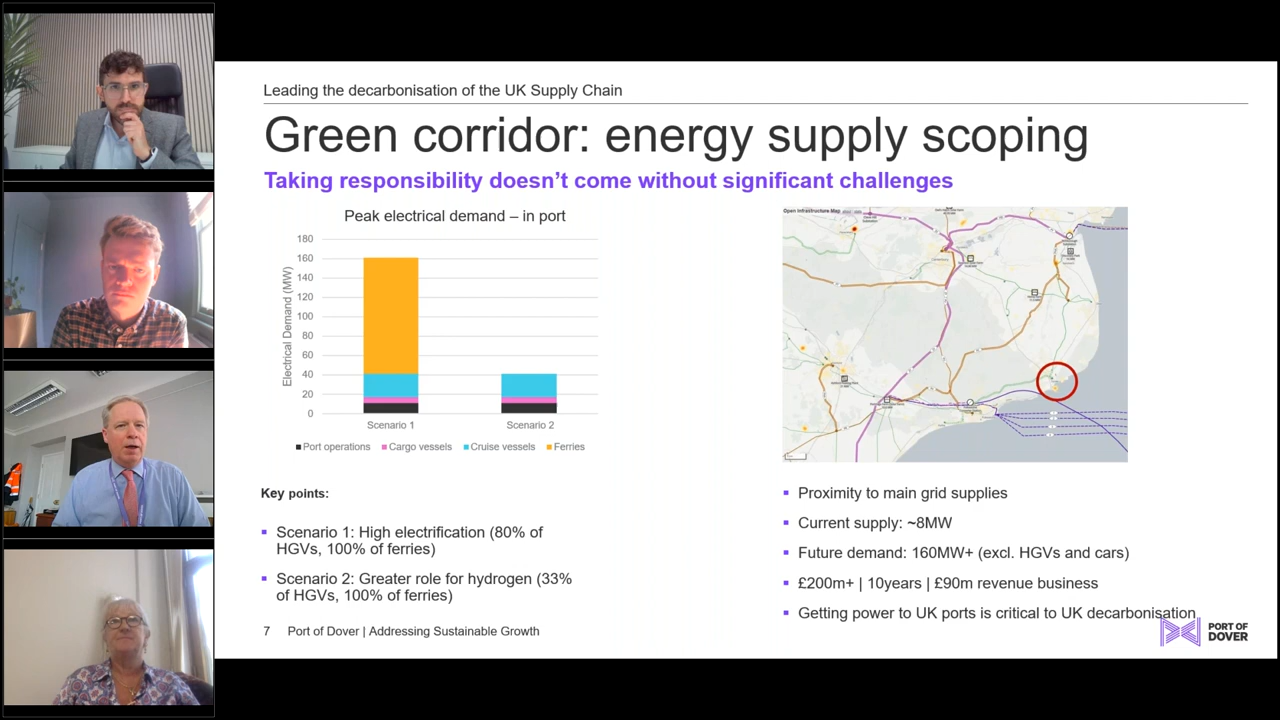 Leading the decarbonisation of the UK Supply Chain
Green corridor: energy supply scoping
Taking responsibility doesn’t come without significant challenges
Peak electrical demand – in port
Electrical Demand (MW)
180
160
140
120
100
80
60
40
20
0
Scenario 1
Scenario 2
Port operations
Cargo vessels
Cruise vessels
Ferries
Key points:
Scenario 1: High electrification (80% of
HGVs, 100% of ferries)
Scenario 2: Greater role for hydrogen (33%
of HGVs, 100% of ferries)
Open Infrastructure Map
Proximity to main grid supplies
Current supply: ~8MW
Future demand: 160MW+ (excl. HGVs and cars)
£200m+ | 10years | £90m revenue business
Getting power to UK ports is critical to UK decarbonisation
7
Port of Dover | Addressing Sustainable Growth
PORT OF
DOVER